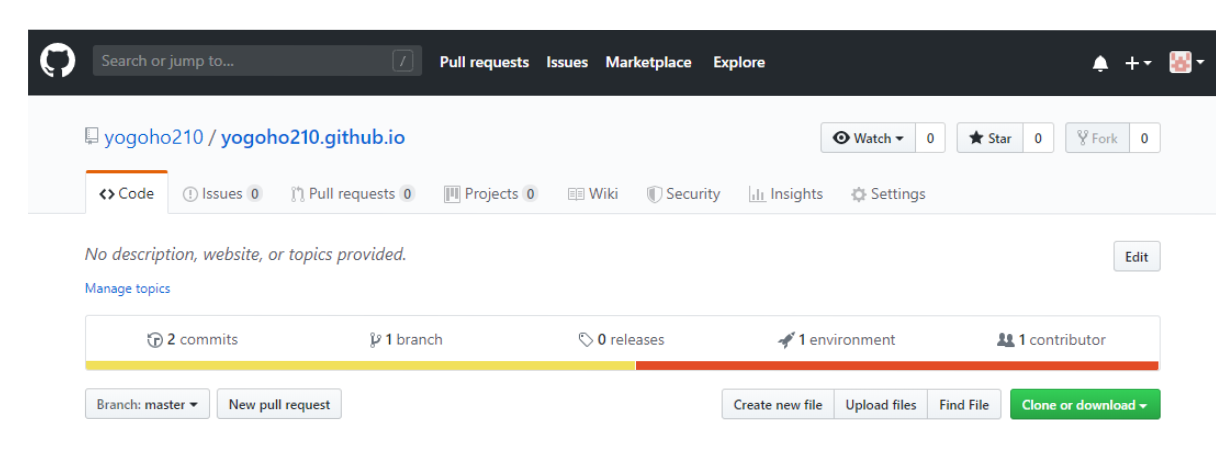 Search or jump to... / Pull requests Issues Marketplace Explore
yogoho210 / yogoho210.github.io Watch 0 Star 0 Fork 0
Code Issues 0 Pull requests 0 Projects 0 Wiki Security Insights Settings
No description, website, or topics provided. Edit
Manage topics
2 commits 1 branch 0 releases 1 environment 1 contributor
Branch: master New pull request Create new file Upload files Find File Clone or download